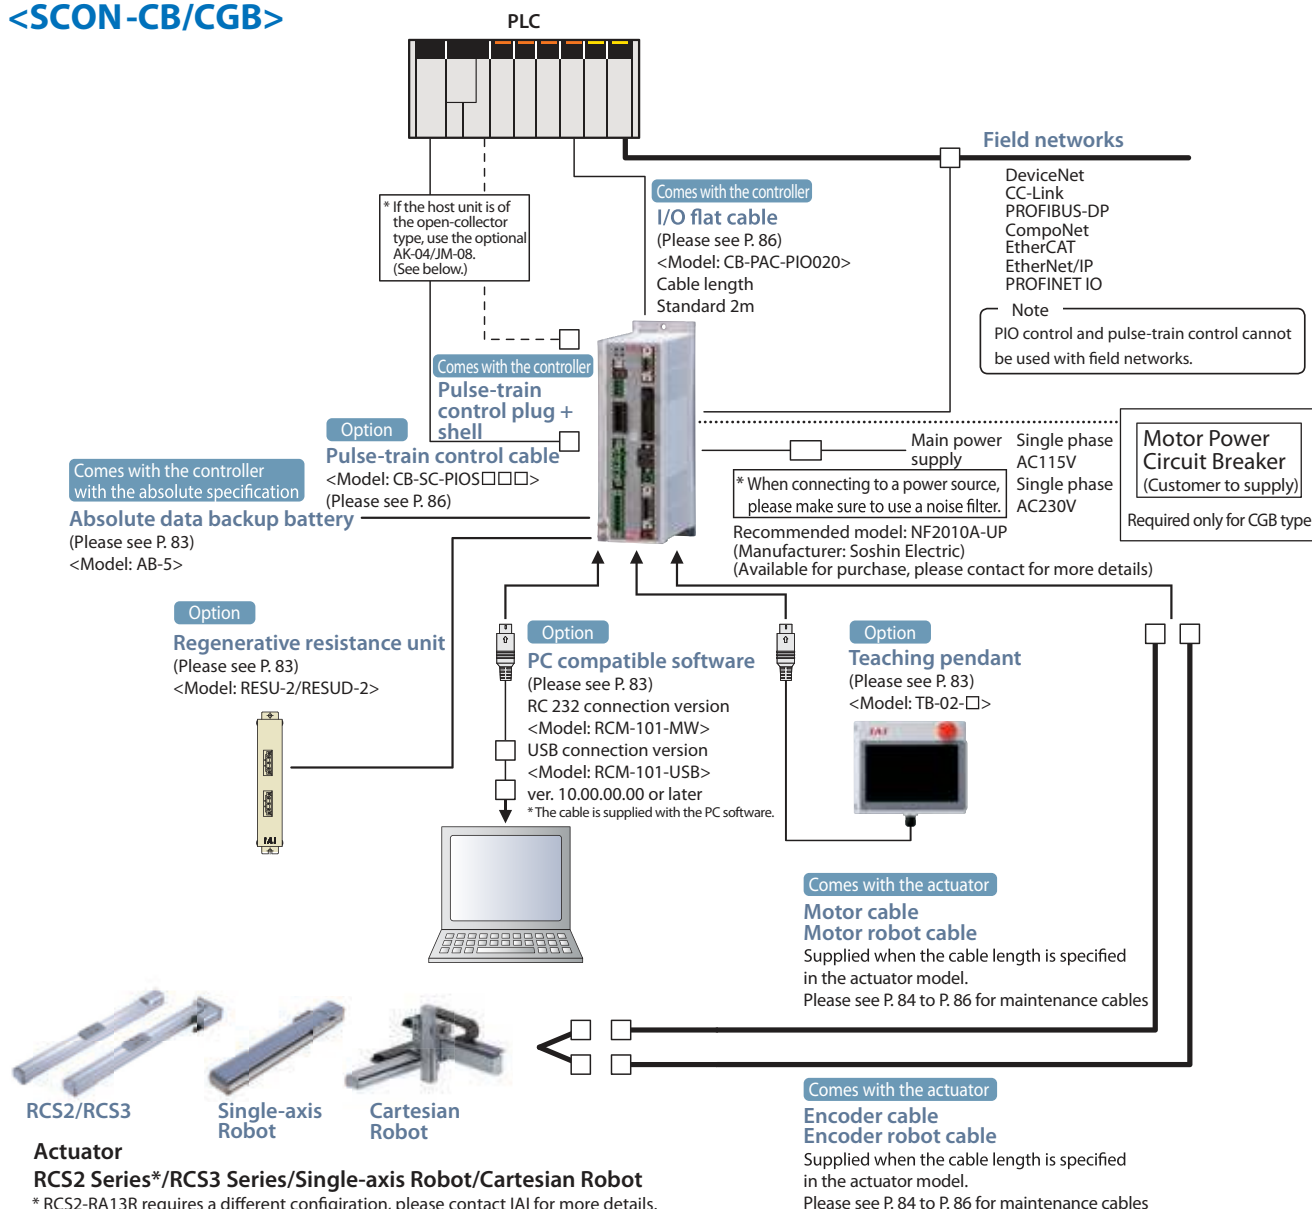 <SCON-CB/CGB>
PLC
Field networks
DeviceNet
CC-Link
PROFIBUS-DP
CompoNet
EtherCAT
EtherNet/IP
PROFINET IO
Note
PIO control and pulse-train control cannot
be used with field networks.
* If the host unit is of
the open-collector
type, use the optional
AK-04/JM-08.
(See below.)
Comes with the controller
I/O flat cable
(Please see P. 86)
<Model: CB-PAC-PIO020>
Cable length
Standard 2m
Comes with the controller
Pulse-train
control plug +
shell
Option
Pulse-train control cable
<Model: CB-SC-PIOS□□□>
(Please see P. 86)
Comes with the controller
with the absolute specification
Absolute data backup battery
(Please see P. 83)
<Model: AB-5>
Main power
supply
Single phase
AC115V
Single phase
AC230V
* When connecting to a power source,
please make sure to use a noise filter.
Recommended model: NF2010A-UP
(Manufacturer: Soshin Electric)
(Available for purchase, please contact for more details)
Motor Power
Circuit Breaker
(Customer to supply)
Required only for CGB type
Option
Regenerative resistance unit
(Please see P. 83)
<Model: RESU-2/RESUD-2>
IAI
Option
PC compatible software
(Please see P. 83)
RC 232 connection version
<Model: RCM-101-MW>
USB connection version
<Model: RCM-101-USB>
ver. 10.00.00.00 or later
* The cable is supplied with the PC software.
Option
Teaching pendant
(Please see P. 83)
<Model: TB-02-□>
IAI
Comes with the actuator
Motor cable
Motor robot cable
Supplied when the cable length is specified
in the actuator model.
Please see P. 84 to P. 86 for maintenance cables
Comes with the actuator
Encoder cable
Encoder robot cable
Supplied when the cable length is specified
in the actuator model.
Please see P. 84 to P. 86 for maintenance cables
RCS2/RCS3
Single-axis
Robot
Cartesian
Robot
Actuator
RCS2 Series*/RCS3 Series/Single-axis Robot/Cartesian Robot
* RCS2-RA13R requires a different configiration, please contact IAI for more details.